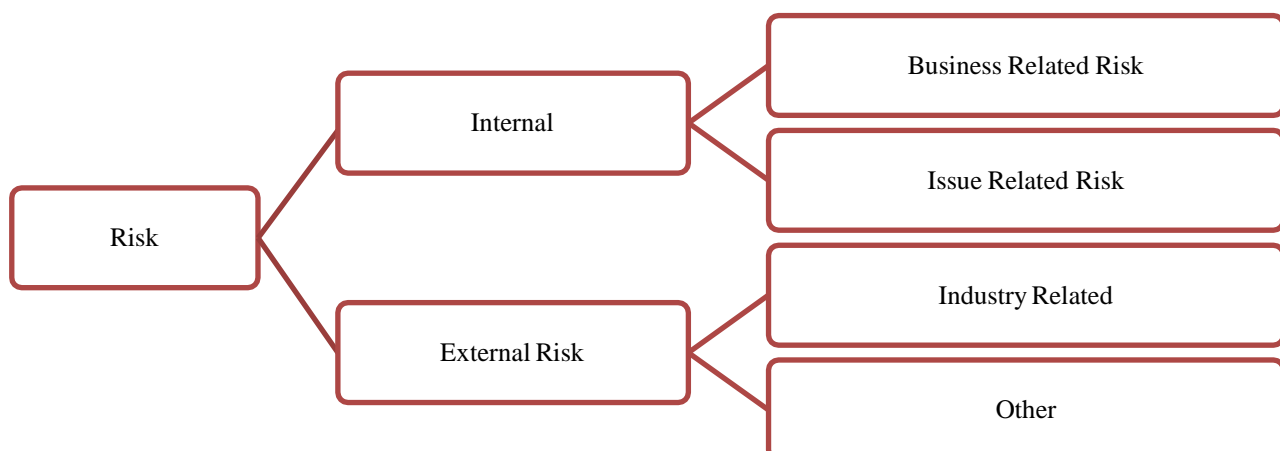 Risk
Internal
Business Related Risk
Issue Related Risk
External Risk
Industry Related
Other